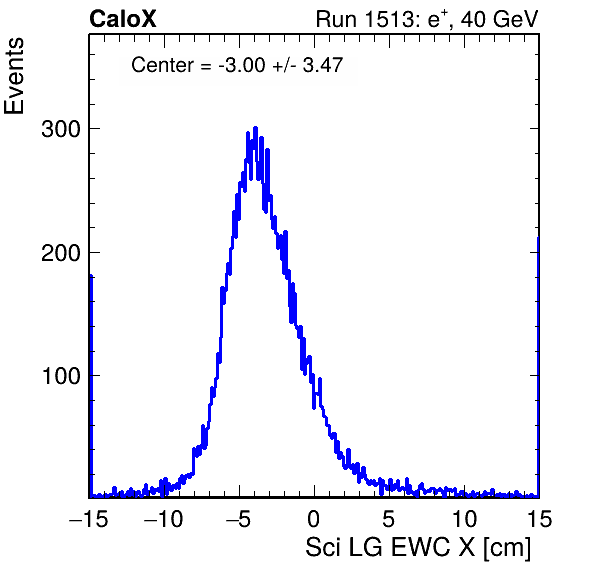 CaloX Run 1513: e⁺, 40 GeV
Center = -3.00 +/- 3.47
Events
300
200
100
−15 −10 −5 0 5 10 15
Sci LG EWC X [cm]